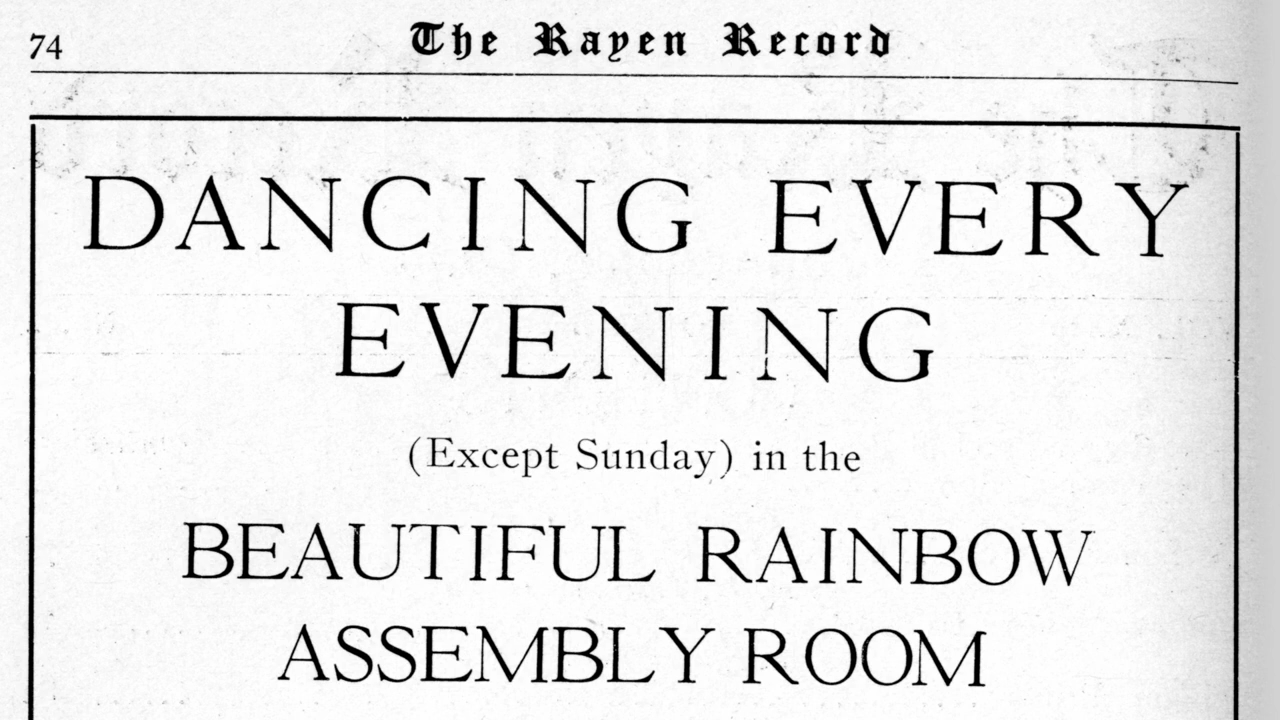 74
The Rayen Record
DANCING EVERY
EVENING
(Except Sunday) in the
BEAUTIFUL RAINBOW
ASSEMBLY ROOM